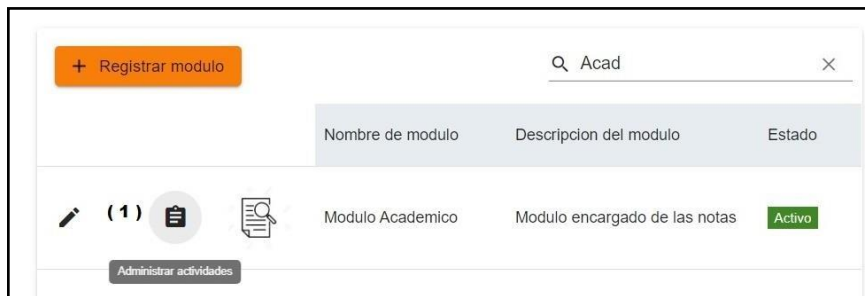 + Registrar modulo
Acad
Nombre de modulo Descripcion del modulo Estado
(1) Modulo Academico Modulo encargado de las notas Activo
Administrar actividades